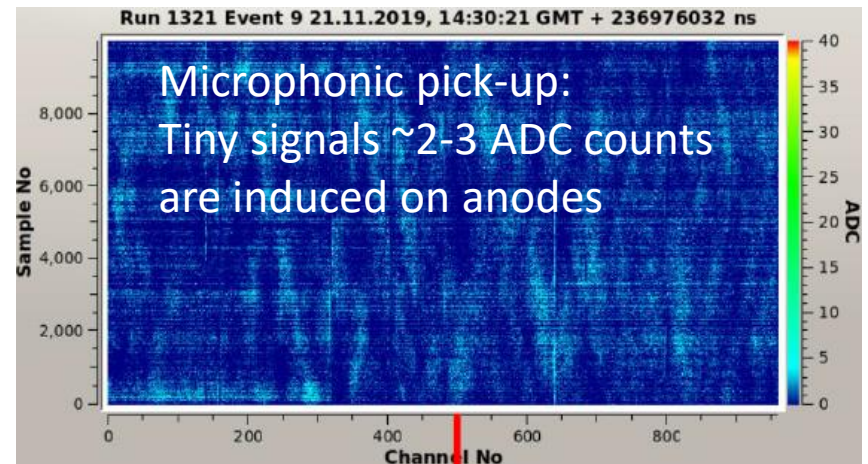 Run 1321 Event 9 21.11.2019, 14:30:21 GMT + 236976032 ns
Microphonic pick-up:
Tiny signals ~2-3 ADC counts
are induced on anodes
Sample No
8,000
6,000
4,000
2,000
0
40
35
30
25
20
15
10
5
0
ADC
0 200 400 600 800
Channel No